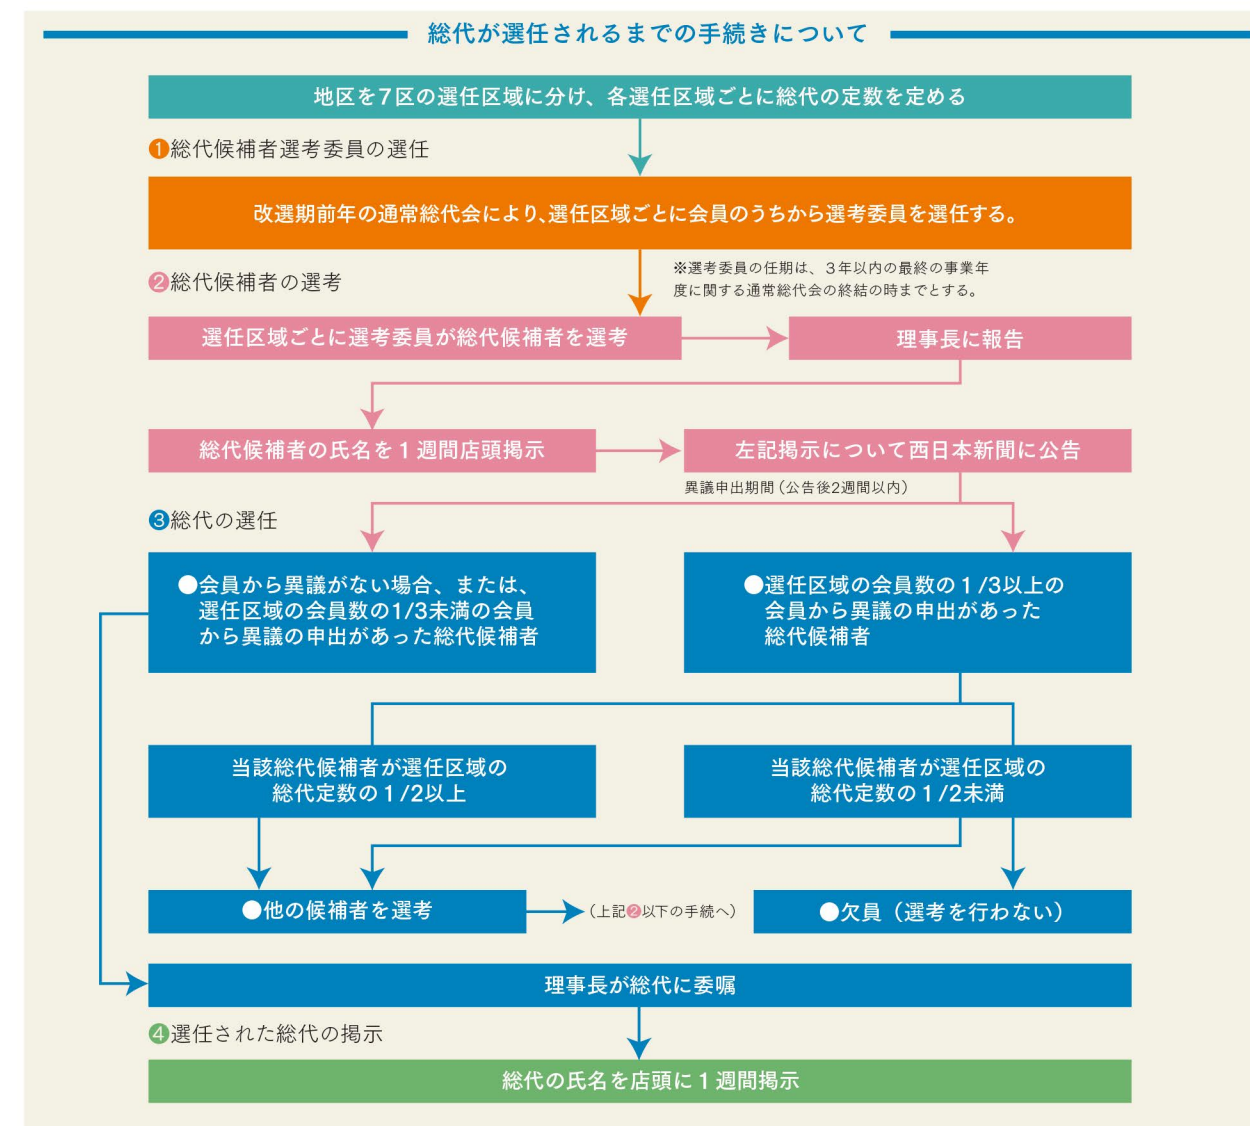 総代が選任されるまでの手続きについて
地区を7区の選任区域に分け、各選任区域ごとに総代の定数を定める
❶総代候補者選考委員の選任
改選期前年の通常総代会により、選任区域ごとに会員のうちから選考委員を選任する。
❷総代候補者の選考
※選考委員の任期は、3年以内の最終の事業年
度に関する通常総代会の終結の時までとする。
選任区域ごとに選考委員が総代候補者を選考
理事長に報告
総代候補者の氏名を1週間店頭掲示
左記掲示について西日本新聞に公告
異議申出期間(公告後2週間以内)
❸総代の選任
●会員から異議がない場合、または、
選任区域の会員数の1/3未満の会員
から異議の申出があった総代候補者
●選任区域の会員数の1/3以上の
会員から異議の申出があった
総代候補者
当該総代候補者が選任区域の
総代定数の1/2以上
当該総代候補者が選任区域の
総代定数の1/2未満
●他の候補者を選考
(上記❷以下の手続へ)
●欠員(選考を行わない)
理事長が総代に委嘱
❹選任された総代の掲示
総代の氏名を店頭に1週間掲示